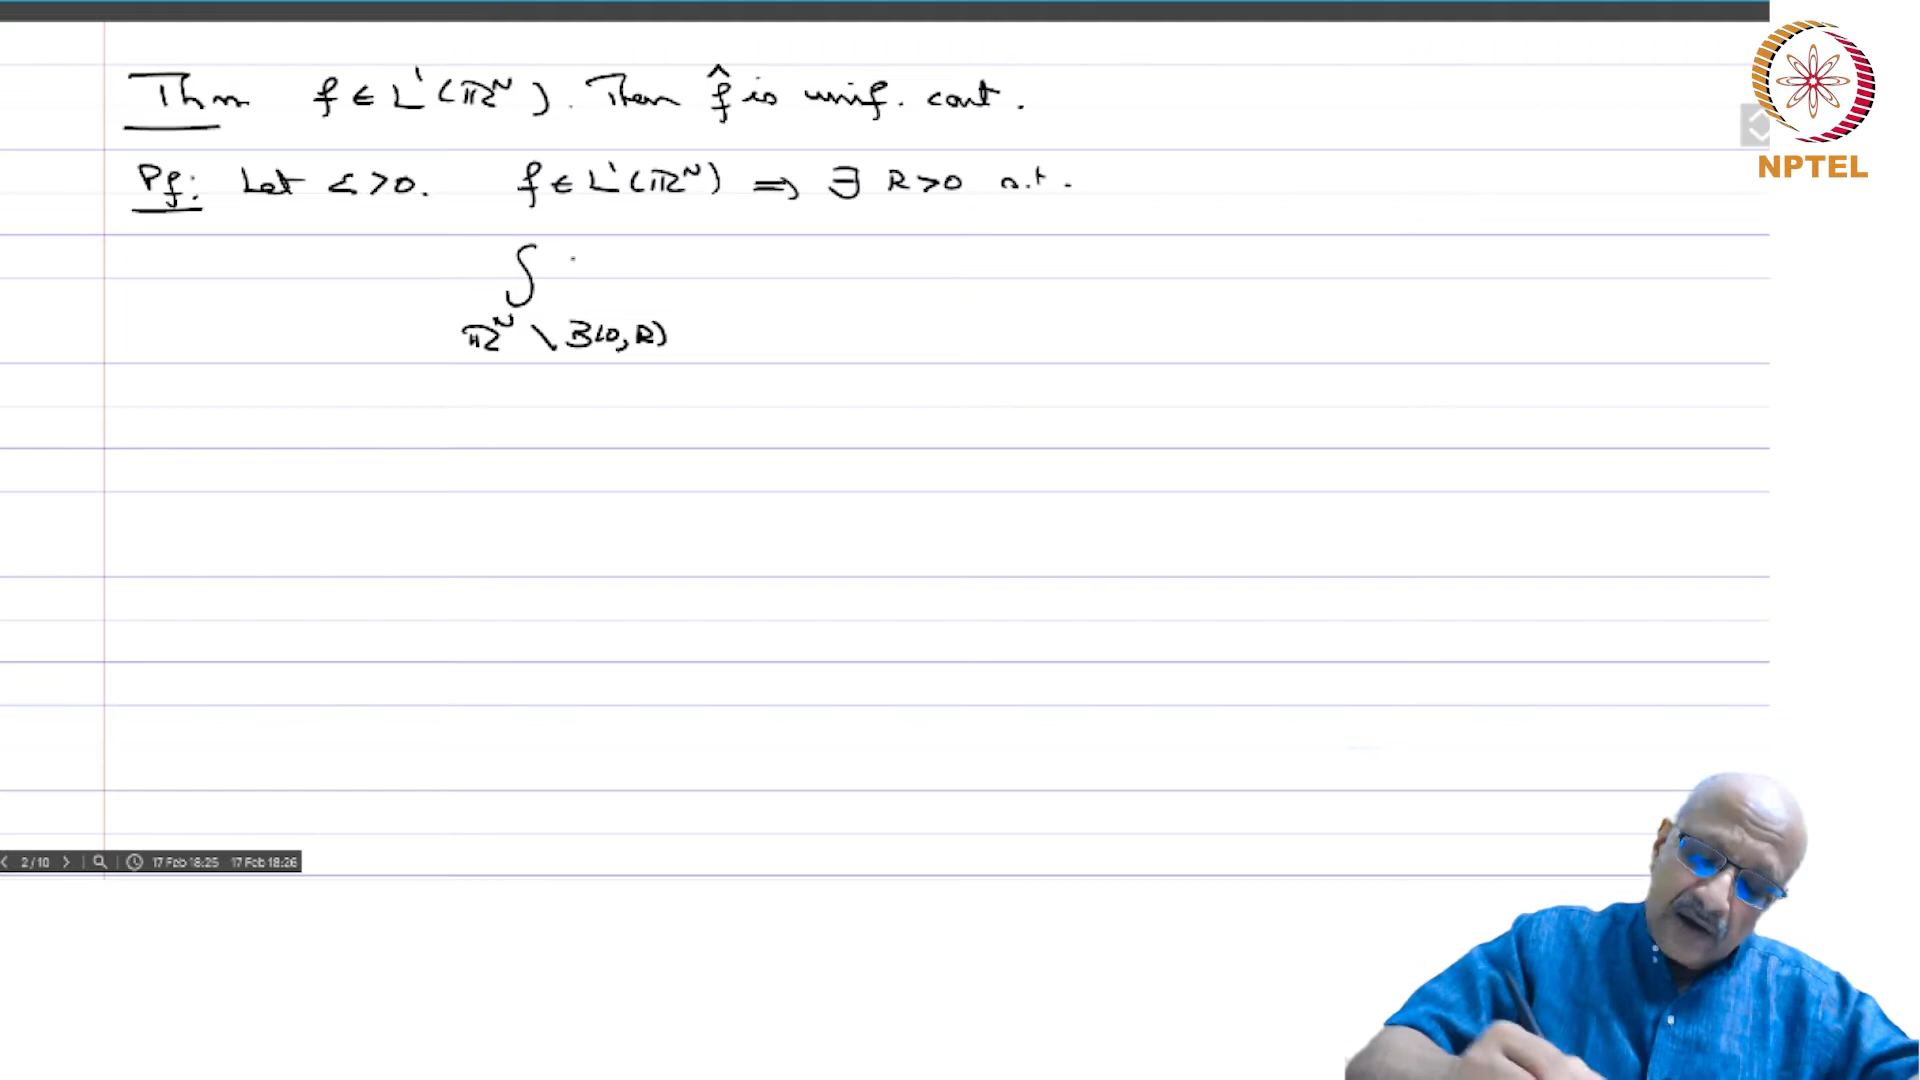 Thm f ∈ L¹(ℝᴺ). Then f̂ is unif. cont.
NPTEL
Pf: Let ε > 0. f ∈ L¹(ℝᴺ) ⇒ ∃ R > 0 s.t.
∫
ℝᴺ \ B(0, R)
2/10 17 Feb 18:25 17 Feb 18:26